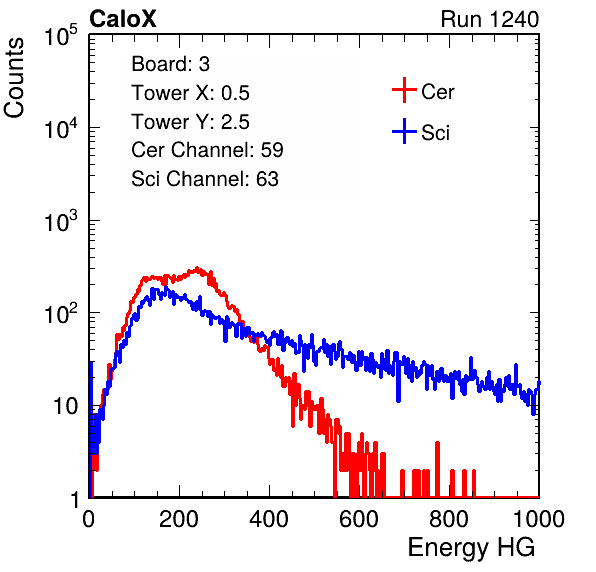 CaloX Run 1240
Counts
Board: 3
Tower X: 0.5
Tower Y: 2.5
Cer Channel: 59
Sci Channel: 63
Cer
Sci
10^5
10^4
10^3
10^2
10
1
0 200 400 600 800 1000
Energy HG